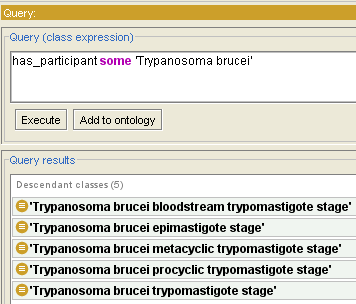 Query:
Query (class expression)
has_participant some 'Trypanosoma brucei'
Execute Add to ontology
Query results
Descendant classes (5)
'Trypanosoma brucei bloodstream trypomastigote stage'
'Trypanosoma brucei epimastigote stage'
'Trypanosoma brucei metacyclic trypomastigote stage'
'Trypanosoma brucei procyclic trypomastigote stage'
'Trypanosoma brucei trypomastigote stage'